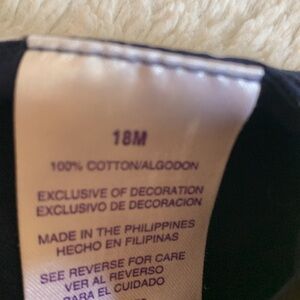 18M
100% COTTON/ALGODON
EXCLUSIVE OF DECORATION
EXCLUSIVO DE DECORACION
MADE IN THE PHILIPPINES
HECHO EN FILIPINAS
SEE REVERSE FOR CARE
VER AL REVERSO
PARA EL CUIDADO